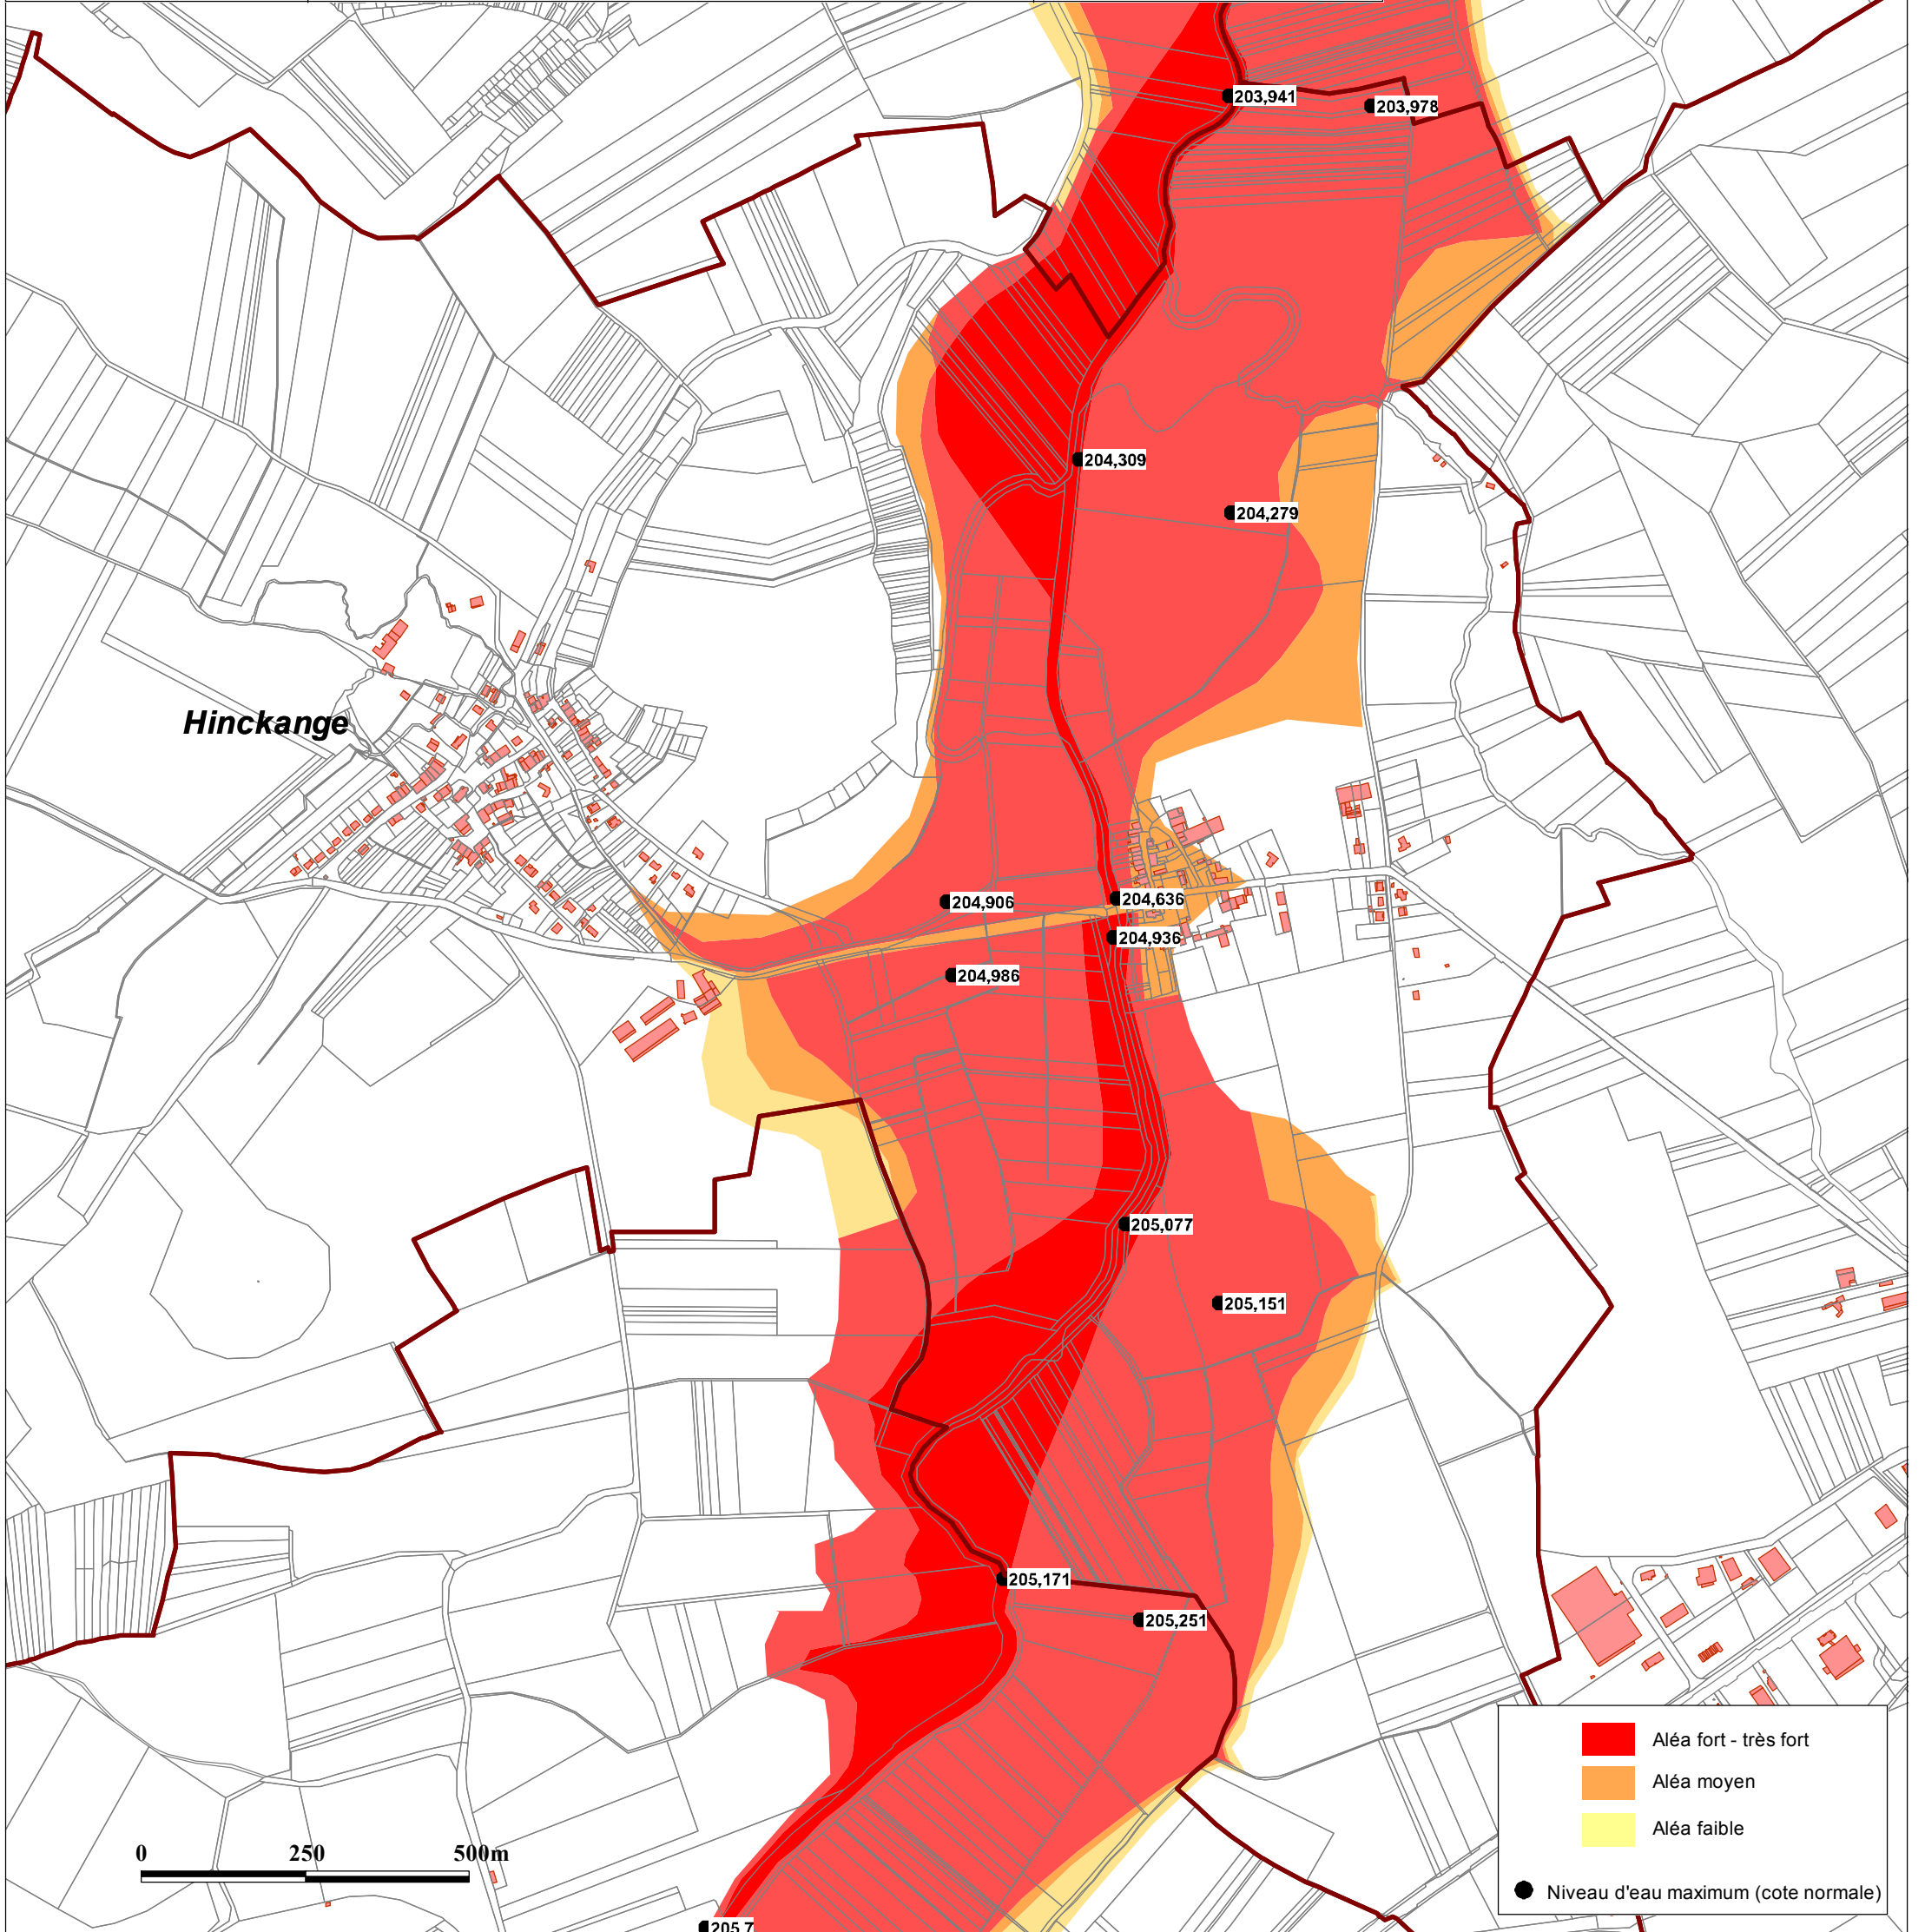 203,941
203,978
204,309
204,279
Hinckange
204,906
204,636
204,936
204,986
205,077
205,151
205,171
205,251
Aléa fort - très fort
Aléa moyen
Aléa faible
Niveau d'eau maximum (cote normale)
0 250 500m